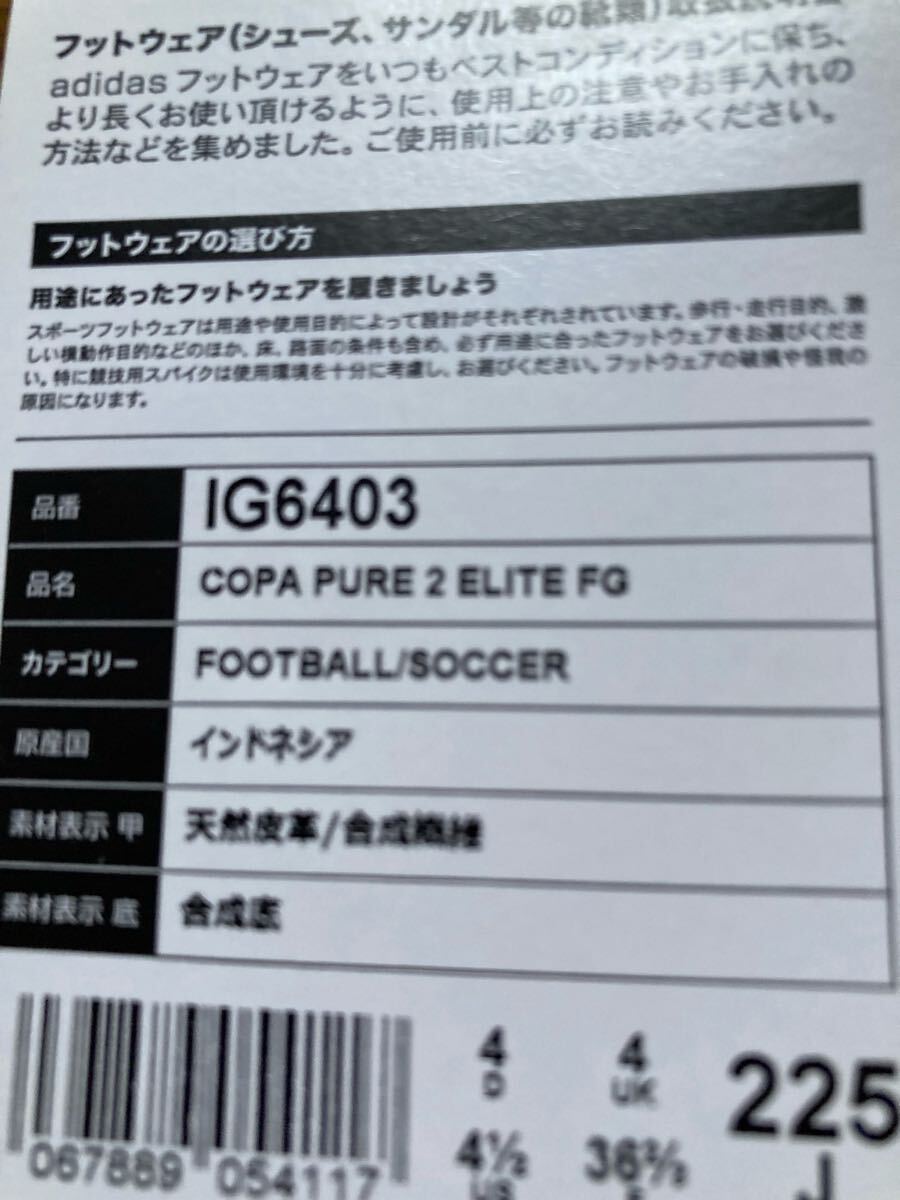 フットウェア(シューズ、サンダル等の靴類)取扱説明書
adidas フットウェアをいつもベストコンディションに保ち、
より長くお使い頂けるように、使用上の注意やお手入れの
方法などを集めました。ご使用前に必ずお読みください。
フットウェアの選び方
用途にあったフットウェアを履きましょう
スポーツフットウェアは用途や使用目的によって設計がそれぞれされています。歩行・走行目的、激
しい横動作目的などのほか、床、路面の条件も含め、必ず用途に合ったフットウェアをお選びくださ
い。特に競技用スパイクは使用環境を十分に考慮し、お選びください。フットウェアの破損や怪我の
原因になります。
品番 IG6403
品名 COPA PURE 2 ELITE FG
カテゴリー FOOTBALL/SOCCER
原産国 インドネシア
素材表示 甲 天然皮革/合成繊維
素材表示 底 合成底
4 4 225
D UK J
4½ 36⅔
US F
067889 054117